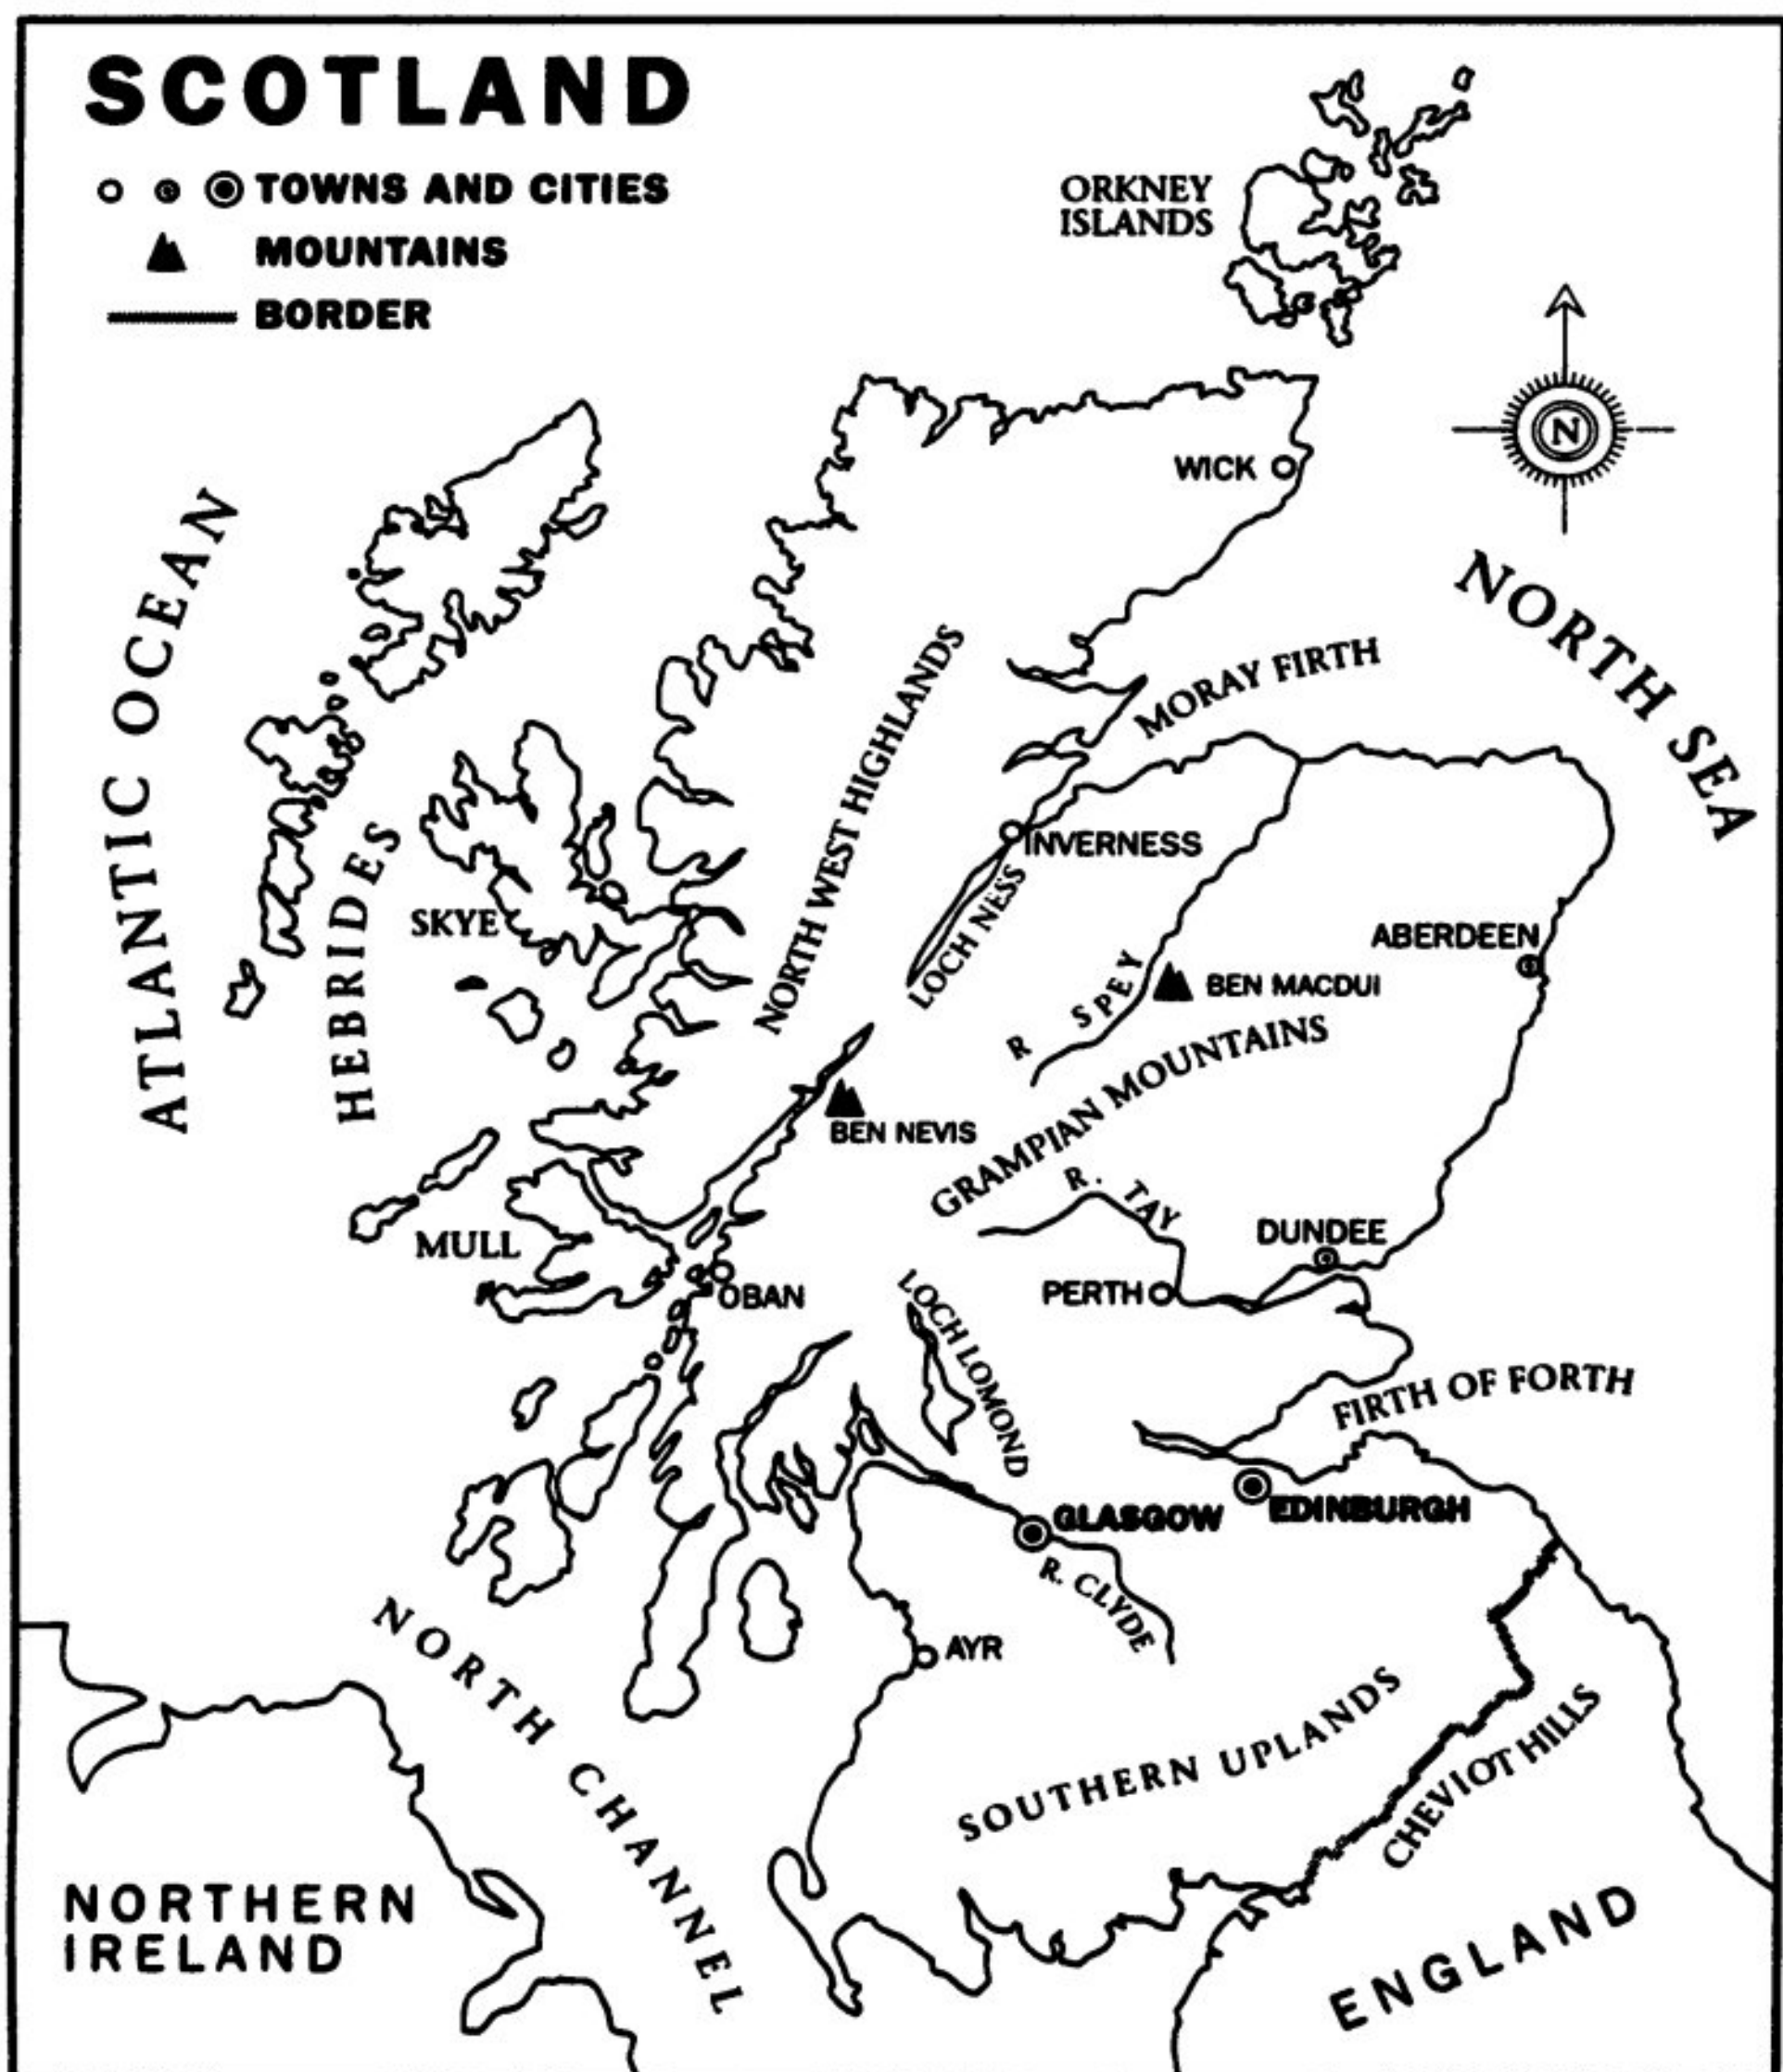 SCOTLAND
TOWNS AND CITIES
MOUNTAINS
BORDER
ORKNEY
ISLANDS
N
WICK
ATLANTIC OCEAN
NORTH SEA
MORAY FIRTH
NORTH WEST HIGHLANDS
HEBRIDES
INVERNESS
LOCH NESS
SKYE
ABERDEEN
R SPEY
BEN MACDUI
GRAMPIAN MOUNTAINS
BEN NEVIS
R. TAY
MULL
DUNDEE
OBAN
PERTH
LOCH LOMOND
FIRTH OF FORTH
GLASGOW
EDINBURGH
R. CLYDE
NORTH CHANNEL
AYR
SOUTHERN UPLANDS
CHEVIOT HILLS
NORTHERN
IRELAND
ENGLAND